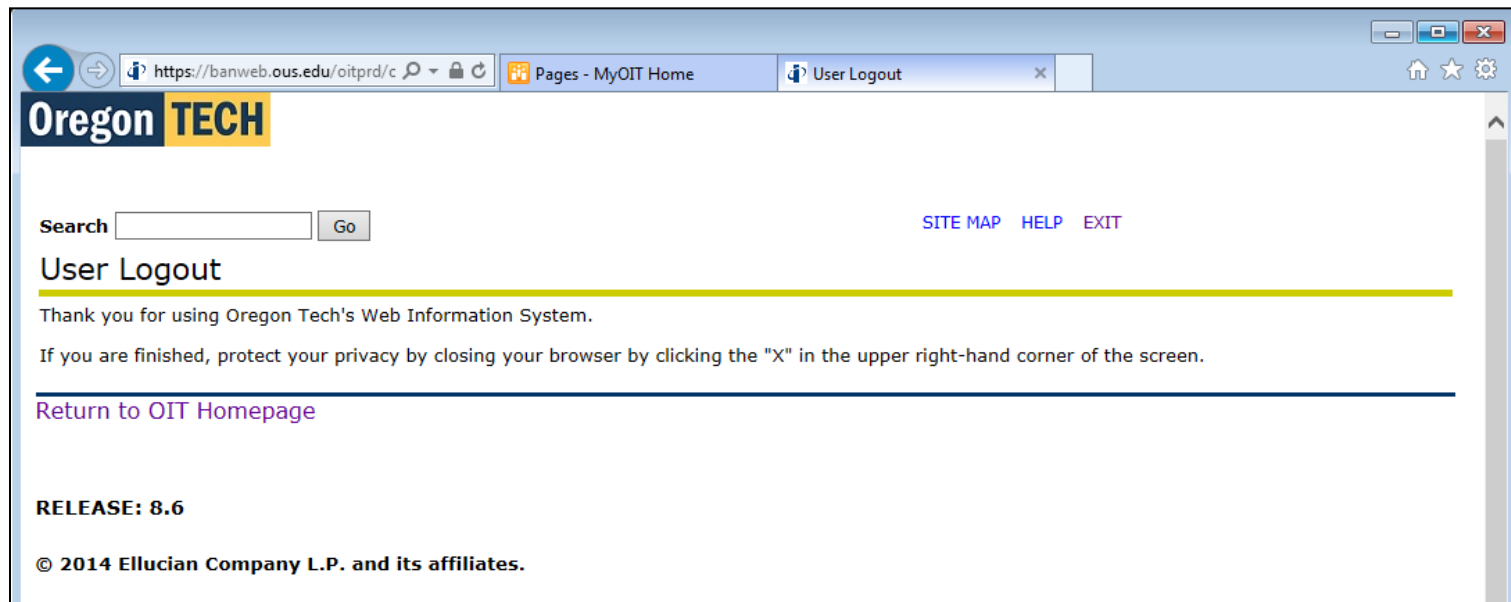 https://banweb.ous.edu/oitprd/c
Pages - MyOIT Home
User Logout
Oregon TECH
Search
Go
SITE MAP HELP EXIT
User Logout
Thank you for using Oregon Tech's Web Information System.
If you are finished, protect your privacy by closing your browser by clicking the "X" in the upper right-hand corner of the screen.
Return to OIT Homepage
RELEASE: 8.6
© 2014 Ellucian Company L.P. and its affiliates.